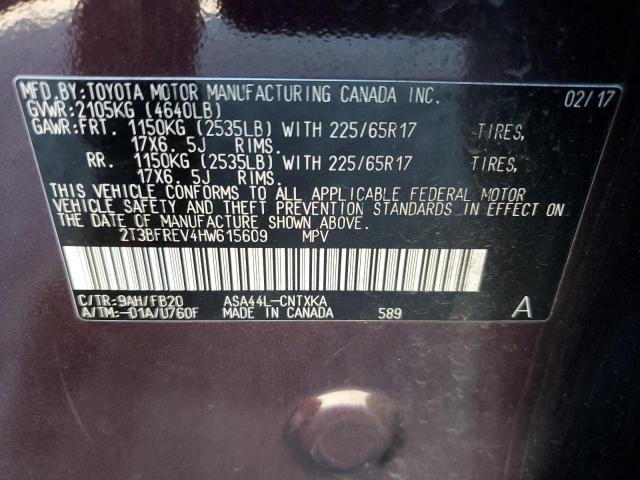 MFD. BY: TOYOTA MOTOR MANUFACTURING CANADA INC. 02/17
GVWR: 2105KG (4640LB)
GAWR: FRT. 1150KG (2535LB) WITH 225/65R17 TIRES,
17X6. 5J RIMS.
RR. 1150KG (2535LB) WITH 225/65R17 TIRES,
17X6. 5J RIMS.
THIS VEHICLE CONFORMS TO ALL APPLICABLE FEDERAL MOTOR
VEHICLE SAFETY AND THEFT PREVENTION STANDARDS IN EFFECT ON
THE DATE OF MANUFACTURE SHOWN ABOVE.
2T3BFREV4HW615609 MPV
C/TR: 9AH/FB20 ASA44L-CNTXKA
A/TM: -01A/U760F MADE IN CANADA 589 A